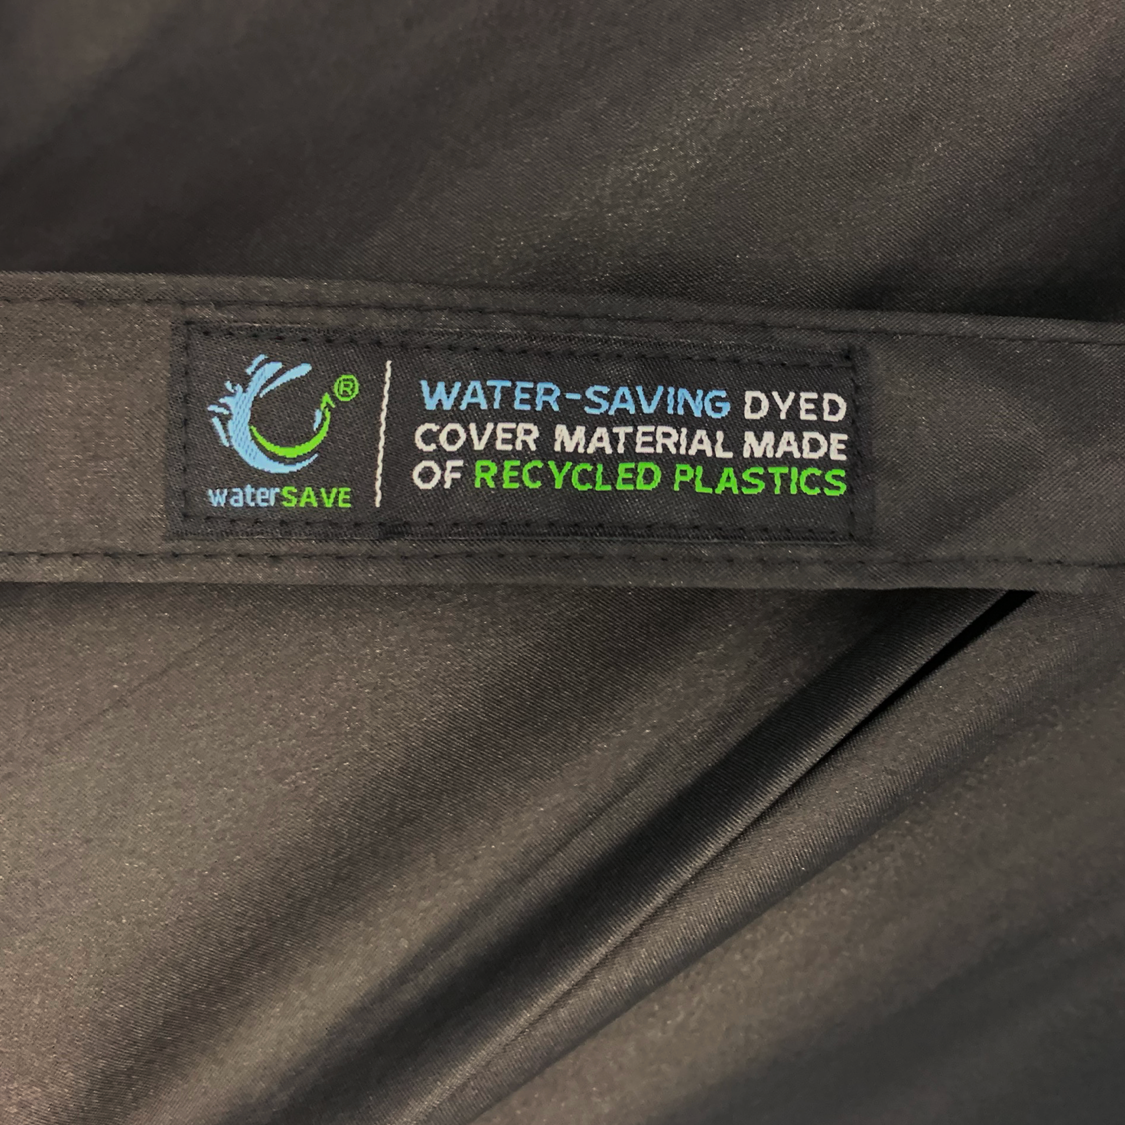 ®
waterSAVE
WATER-SAVING DYED
COVER MATERIAL MADE
OF RECYCLED PLASTICS